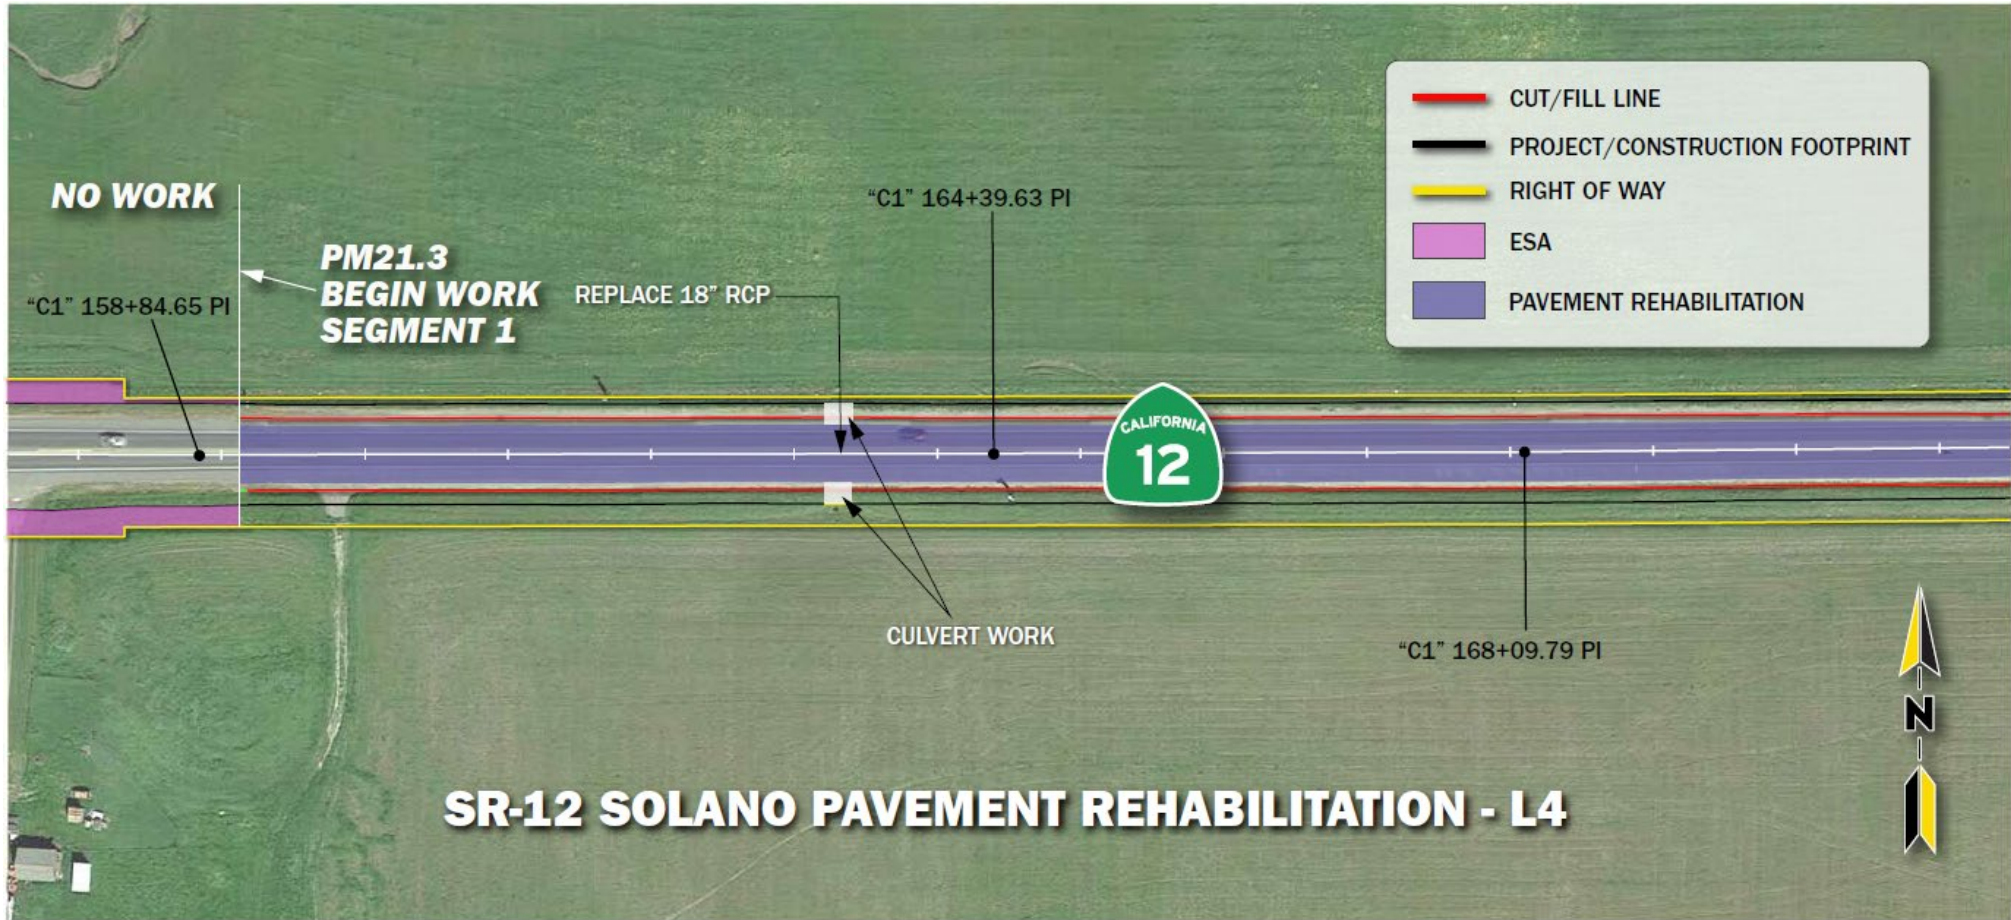 CUT/FILL LINE
PROJECT/CONSTRUCTION FOOTPRINT
RIGHT OF WAY
ESA
PAVEMENT REHABILITATION
NO WORK
“C1” 164+39.63 PI
PM21.3
BEGIN WORK
SEGMENT 1
REPLACE 18” RCP
“C1” 158+84.65 PI
CALIFORNIA
12
CULVERT WORK
“C1” 168+09.79 PI
N
SR-12 SOLANO PAVEMENT REHABILITATION - L4